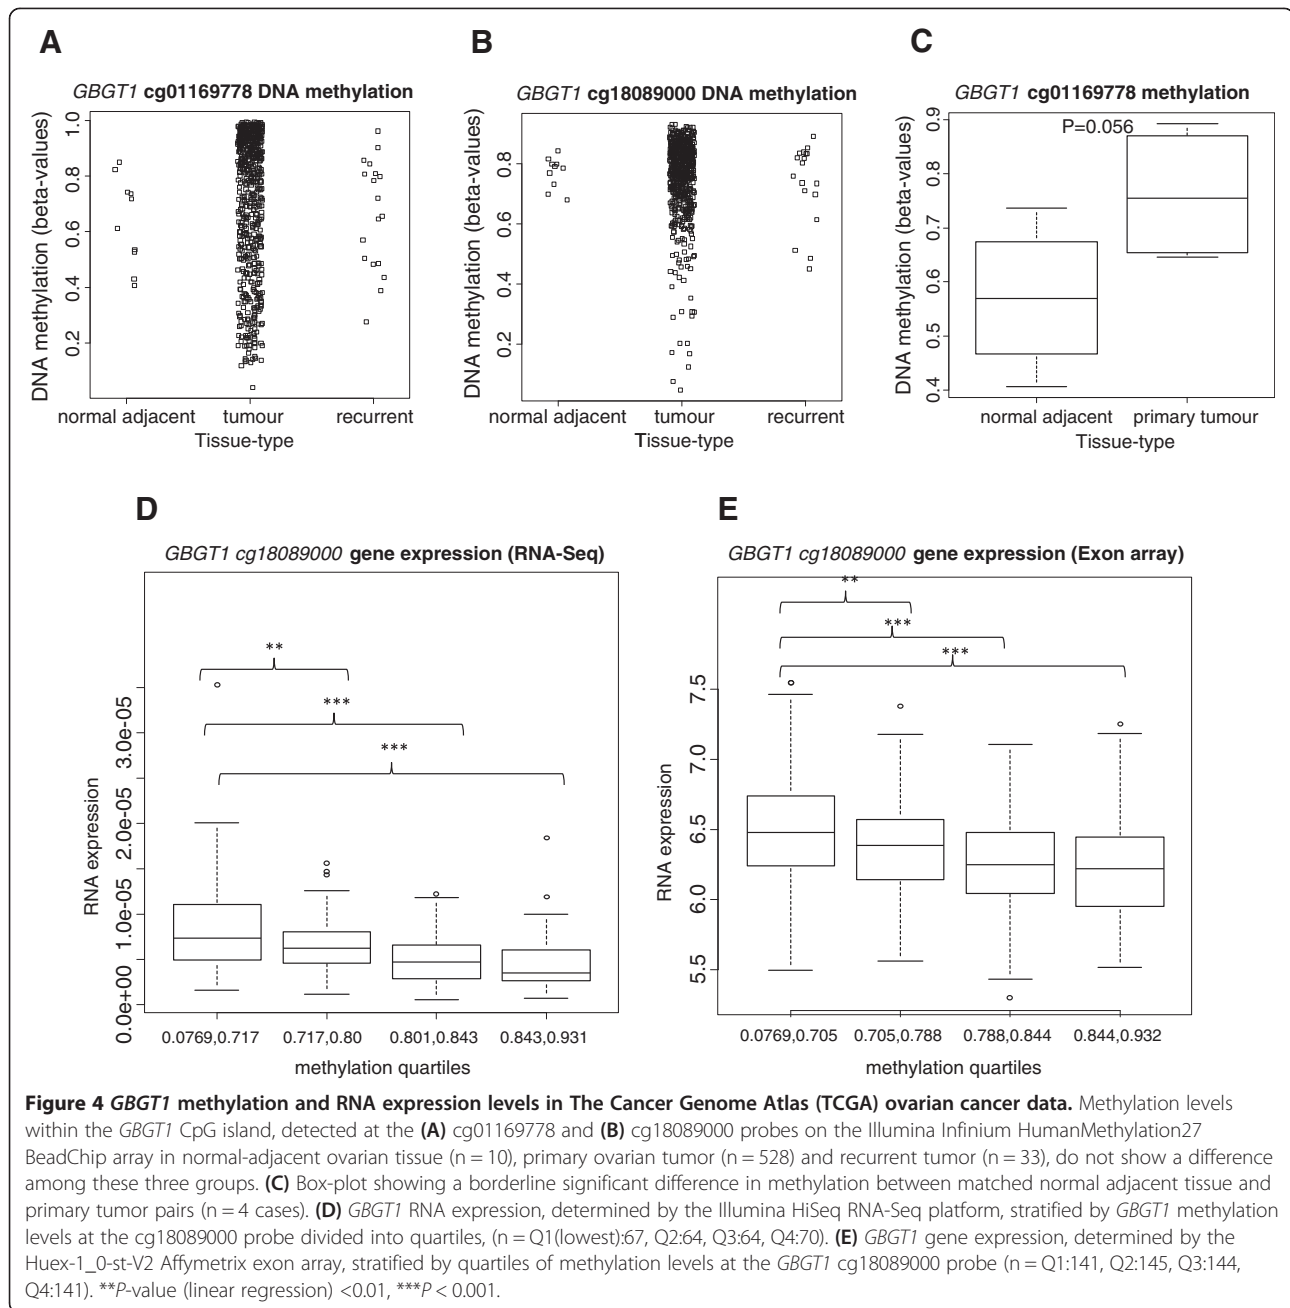 A
B
C
GBGT1 cg01169778 DNA methylation
GBGT1 cg18089000 DNA methylation
GBGT1 cg01169778 methylation
DNA methylation (beta-values)
1.0
0.8
0.6
0.4
0.2
normal adjacent
tumour
recurrent
Tissue-type
DNA methylation (beta-values)
0.8
0.6
0.4
0.2
normal adjacent
tumour
recurrent
Tissue-type
DNA methylation (beta-values)
P=0.056
0.9
0.8
0.7
0.6
0.5
0.4
normal adjacent
primary tumour
Tissue-type
D
E
GBGT1 cg18089000 gene expression (RNA-Seq)
GBGT1 cg18089000 gene expression (Exon array)
RNA expression
3.0e-05
2.0e-05
1.0e-05
0.0e+00
**
***
***
0.0769,0.717
0.717,0.80
0.801,0.843
0.843,0.931
methylation quartiles
RNA expression
7.5
7.0
6.5
6.0
5.5
**
***
***
0.0769,0.705
0.705,0.788
0.788,0.844
0.844,0.932
methylation quartiles
Figure 4 GBGT1 methylation and RNA expression levels in The Cancer Genome Atlas (TCGA) ovarian cancer data. Methylation levels
within the GBGT1 CpG island, detected at the (A) cg01169778 and (B) cg18089000 probes on the Illumina Infinium HumanMethylation27
BeadChip array in normal-adjacent ovarian tissue (n = 10), primary ovarian tumor (n = 528) and recurrent tumor (n = 33), do not show a difference
among these three groups. (C) Box-plot showing a borderline significant difference in methylation between matched normal adjacent tissue and
primary tumor pairs (n = 4 cases). (D) GBGT1 RNA expression, determined by the Illumina HiSeq RNA-Seq platform, stratified by GBGT1 methylation
levels at the cg18089000 probe divided into quartiles, (n = Q1(lowest):67, Q2:64, Q3:64, Q4:70). (E) GBGT1 gene expression, determined by the
Huex-1_0-st-V2 Affymetrix exon array, stratified by quartiles of methylation levels at the GBGT1 cg18089000 probe (n = Q1:141, Q2:145, Q3:144,
Q4:141). **P-value (linear regression) <0.01, ***P < 0.001.